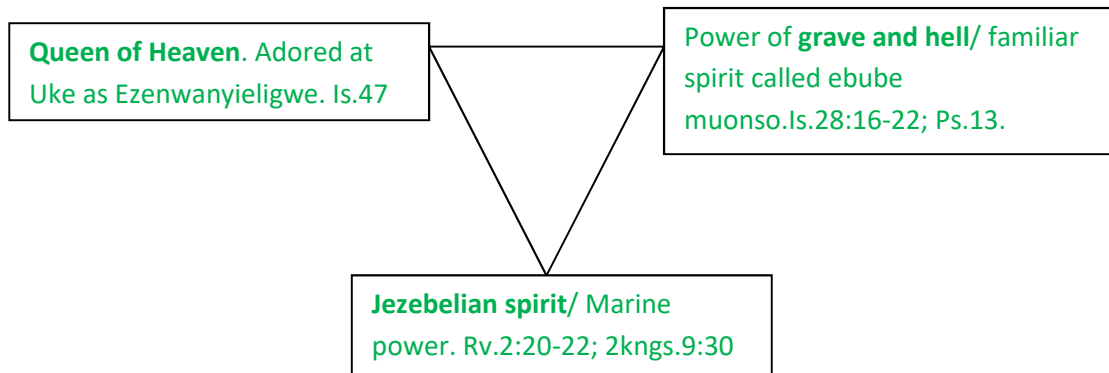 Queen of Heaven. Adored at
Uke as Ezenwanyieligwe. Is.47
Power of grave and hell/ familiar
spirit called ebube
muonso.Is.28:16-22; Ps.13.
Jezebelian spirit/ Marine
power. Rv.2:20-22; 2kngs.9:30